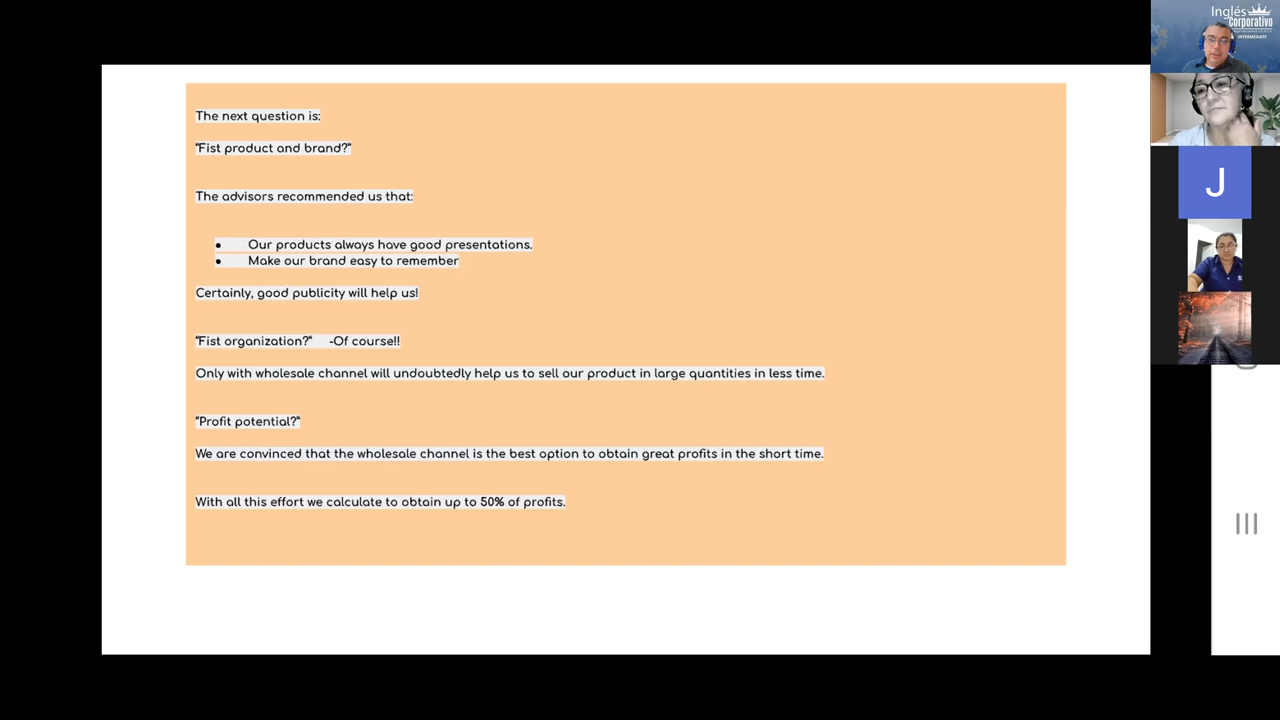 The next question is:
"Fist product and brand?"
The advisors recommended us that:
● Our products always have good presentations.
● Make our brand easy to remember
Certainly, good publicity will help us!
"Fist organization?" -Of course!!
Only with wholesale channel will undoubtedly help us to sell our product in large quantities in less time.
"Profit potential?"
We are convinced that the wholesale channel is the best option to obtain great profits in the short time.
With all this effort we calculate to obtain up to 50% of profits.
Inglés
Corporativo
INTERMEDIATE
J